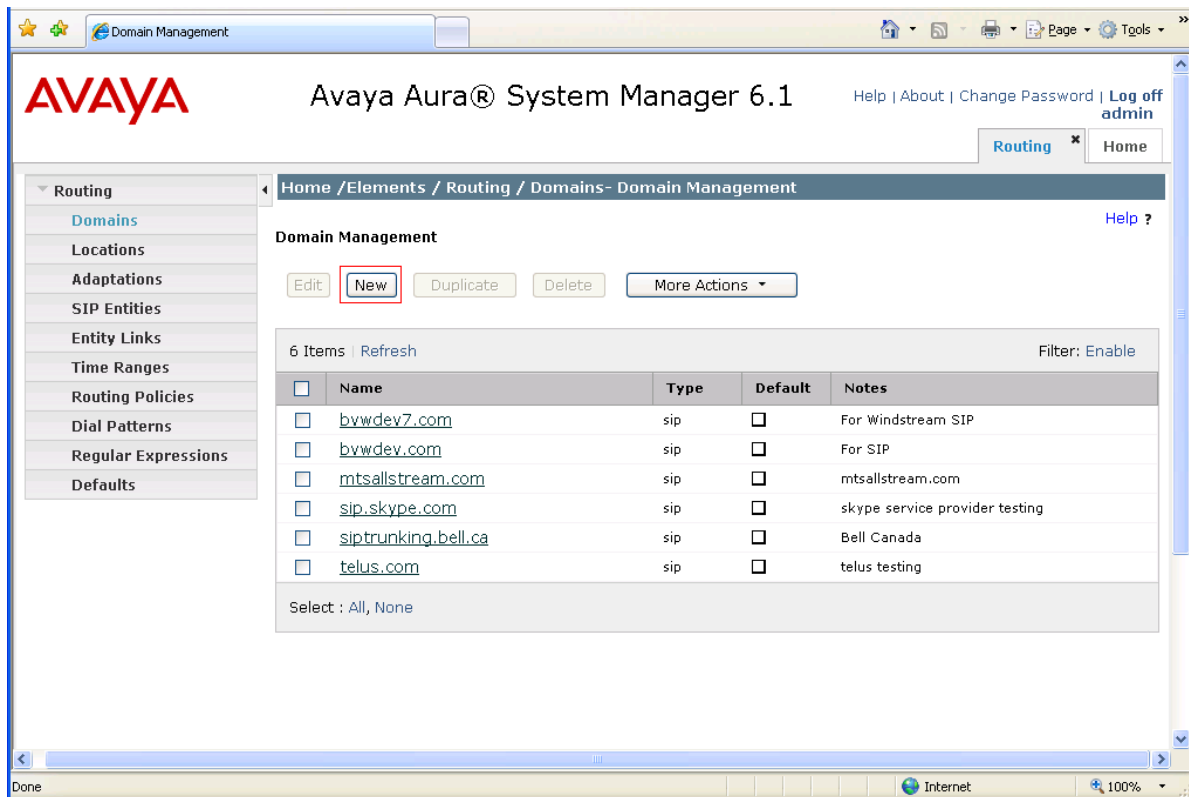 Domain Management
Page
Tools
»
AVAYA
Avaya Aura® System Manager 6.1
Help | About | Change Password | Log off
admin
Routing × Home
Routing
Domains
Locations
Adaptations
SIP Entities
Entity Links
Time Ranges
Routing Policies
Dial Patterns
Regular Expressions
Defaults
Home /Elements / Routing / Domains- Domain Management
Help ?
Domain Management
Edit New Duplicate Delete More Actions
6 Items | Refresh Filter: Enable
Name Type Default Notes
bvwdev7.com sip For Windstream SIP
bvwdev.com sip For SIP
mtsallstream.com sip mtsallstream.com
sip.skype.com sip skype service provider testing
siptrunking.bell.ca sip Bell Canada
telus.com sip telus testing
Select : All, None
Done Internet 100%